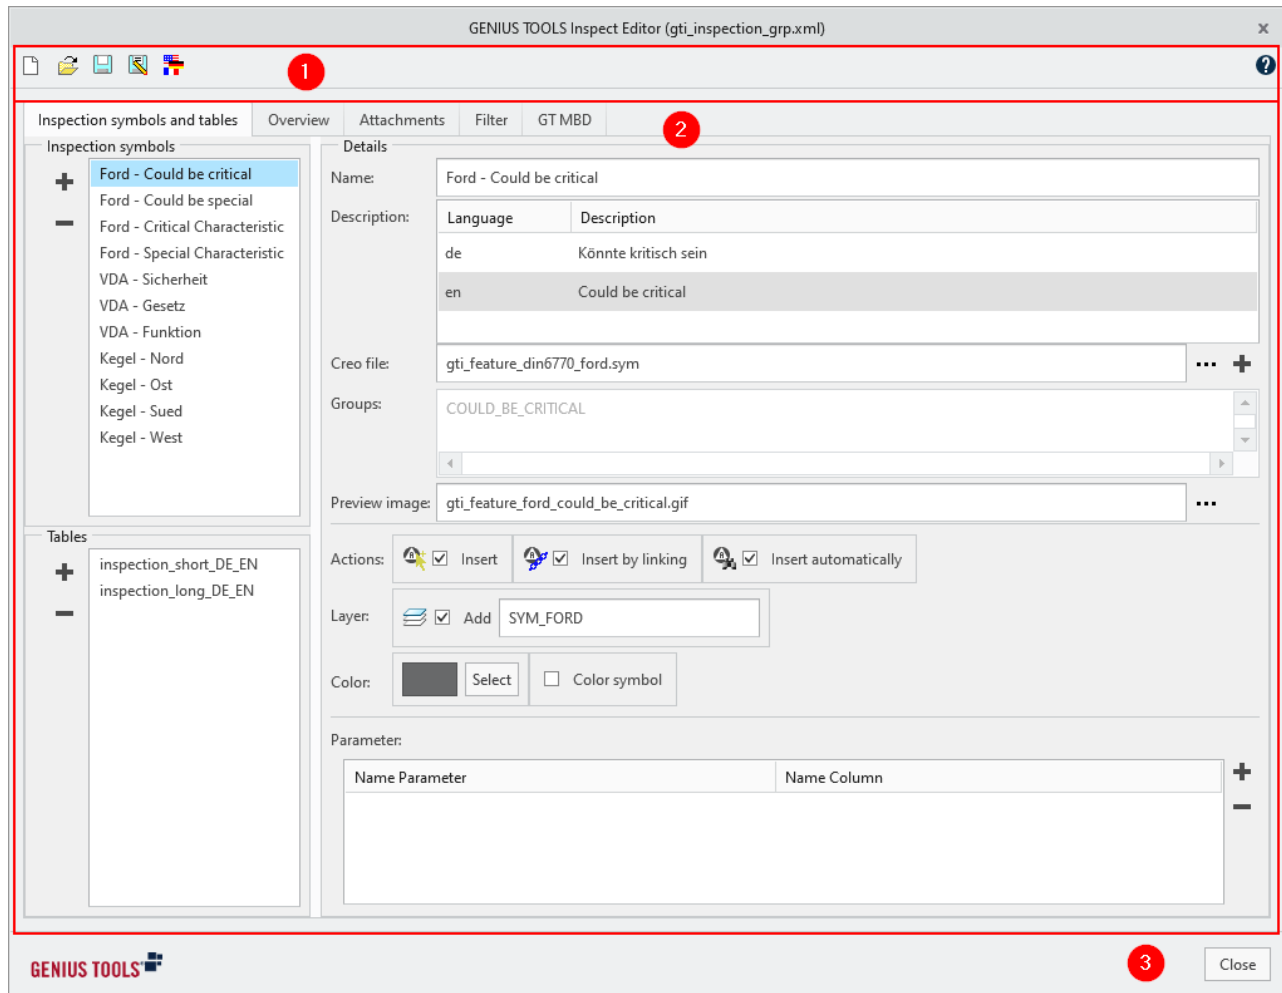 GENIUS TOOLS Inspect Editor (gti_inspection_grp.xml)
1
Inspection symbols and tables
Overview
Attachments
Filter
GT MBD
2
Inspection symbols
Ford - Could be critical
Ford - Could be special
Ford - Critical Characteristic
Ford - Special Characteristic
VDA - Sicherheit
VDA - Gesetz
VDA - Funktion
Kegel - Nord
Kegel - Ost
Kegel - Sued
Kegel - West
Tables
inspection_short_DE_EN
inspection_long_DE_EN
Details
Name: Ford - Could be critical
Description: Language Description
de Könnte kritisch sein
en Could be critical
Creo file: gti_feature_din6770_ford.sym
Groups: COULD_BE_CRITICAL
Preview image: gti_feature_ford_could_be_critical.gif
Actions: Insert Insert by linking Insert automatically
Layer: Add SYM_FORD
Color: Select Color symbol
Parameter:
Name Parameter Name Column
GENIUS TOOLS
3
Close